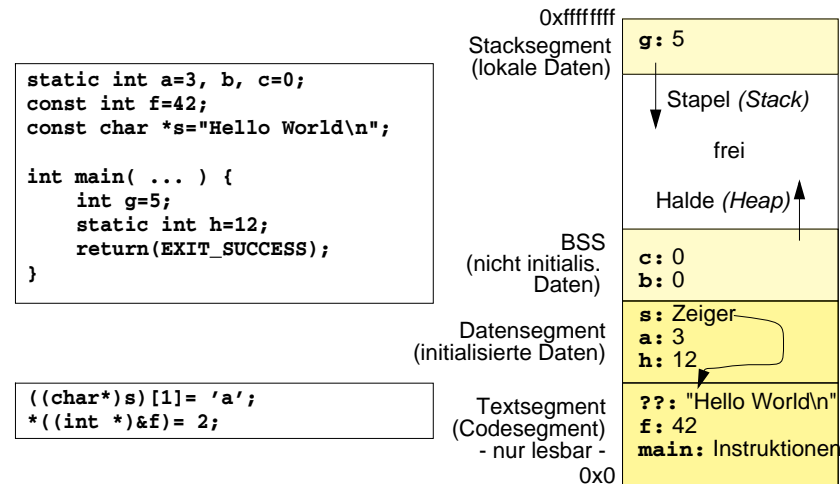 static int a=3, b, c=0;
const int f=42;
const char *s="Hello World\n";
int main( ... ) {
int g=5;
static int h=12;
return(EXIT_SUCCESS);
}
((char*)s)[1]= ’a’;
*((int *)&f)= 2;
0xffffffff
Stacksegment
(lokale Daten)
g: 5
Stapel (Stack)
frei
Halde (Heap)
BSS
(nicht initialis.
Daten)
c: 0
b: 0
Datensegment
(initialisierte Daten)
s: Zeiger
a: 3
h: 12
Textsegment
(Codesegment)
- nur lesbar -
0x0
??: "Hello World\n"
f: 42
main: Instruktionen